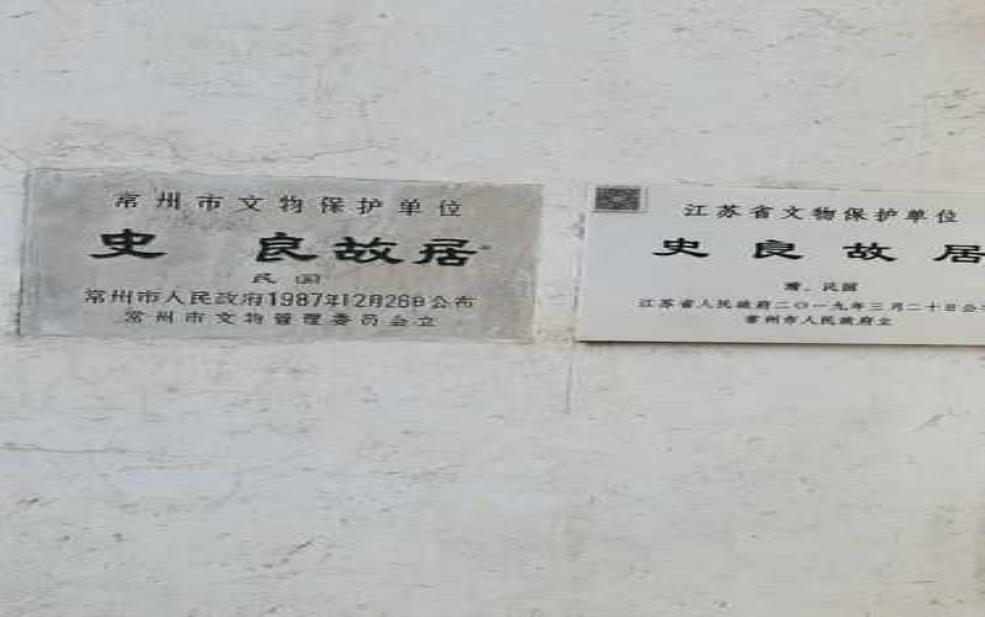 常州市文物保护单位
史 良故居
民国
常州市人民政府1987年12月26日公布
常州市文物管理委员会立
江苏省文物保护单位
史良故居
清、民国
江苏省人民政府二〇一九年三月二十日公
常州市人民政府立